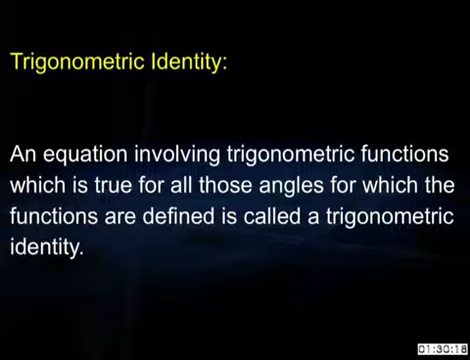 Trigonometric Identity:
An equation involving trigonometric functions
which is true for all those angles for which the
functions are defined is called a trigonometric
identity.
01:30:18